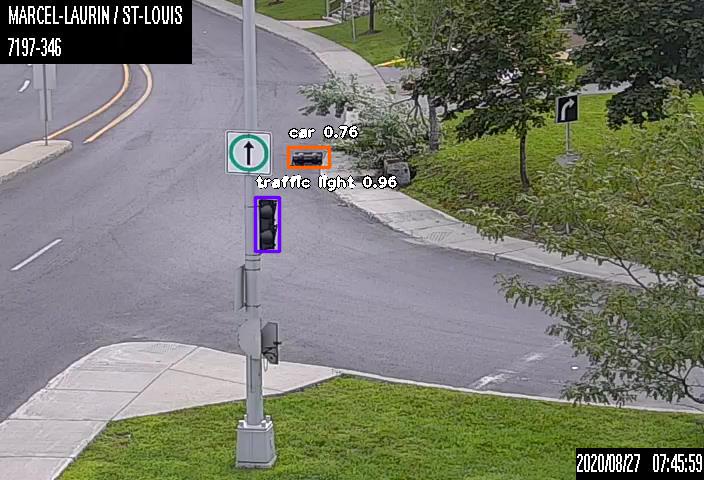 MARCEL-LAURIN / ST-LOUIS
7197-346
car 0.76
traffic light 0.96
2020/08/27 07:45:59